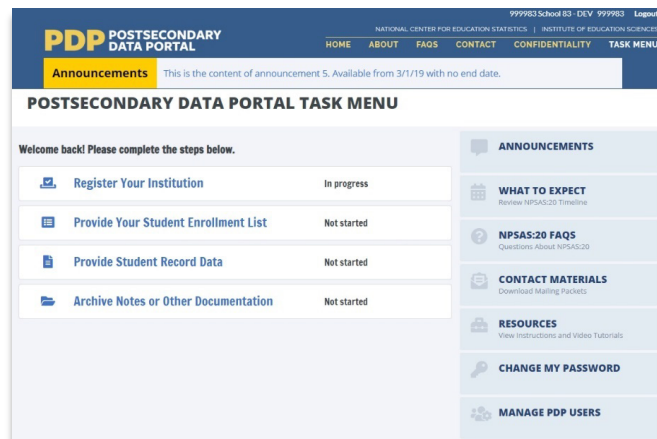 999983 School 83 - DEV 999983 Logout
NATIONAL CENTER FOR EDUCATION STATISTICS | INSTITUTE OF EDUCATION SCIENCES
PDP POSTSECONDARY
DATA PORTAL
HOME ABOUT FAQS CONTACT CONFIDENTIALITY TASK MENU
Announcements This is the content of announcement 5. Available from 3/1/19 with no end date.
POSTSECONDARY DATA PORTAL TASK MENU
Welcome back! Please complete the steps below.
Register Your Institution In progress
Provide Your Student Enrollment List Not started
Provide Student Record Data Not started
Archive Notes or Other Documentation Not started
ANNOUNCEMENTS
WHAT TO EXPECT
Review NPSAS:20 Timeline
NPSAS:20 FAQS
Questions About NPSAS:20
CONTACT MATERIALS
Download Mailing Packets
RESOURCES
View Instructions and Video Tutorials
CHANGE MY PASSWORD
MANAGE PDP USERS